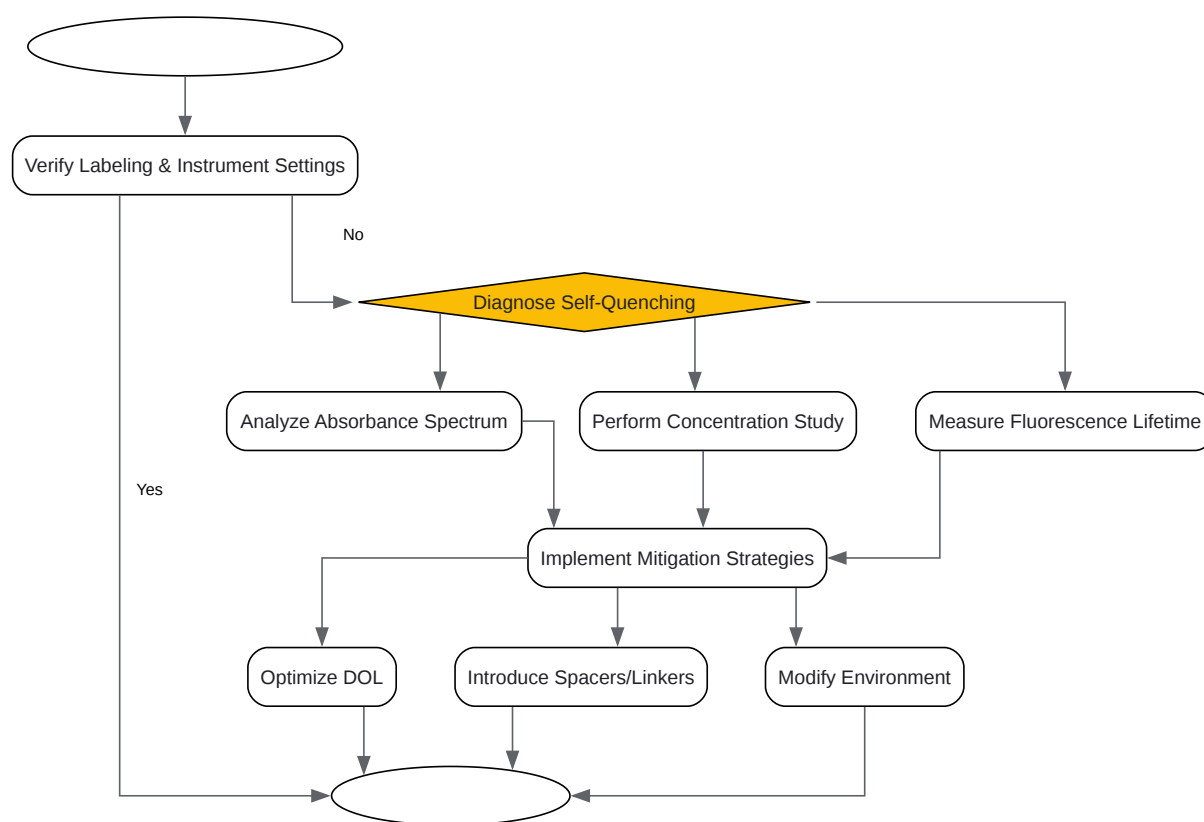 Verify Labeling & Instrument Settings
No
Diagnose Self-Quenching
Analyze Absorbance Spectrum
Perform Concentration Study
Measure Fluorescence Lifetime
Yes
Implement Mitigation Strategies
Optimize DOL
Introduce Spacers/Linkers
Modify Environment